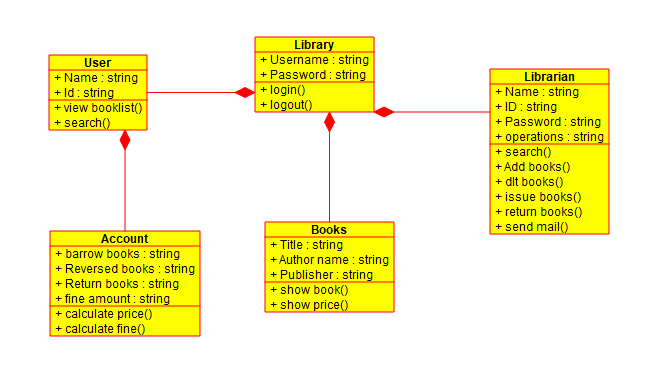 User
+ Name : string
+ Id : string
+ view booklist()
+ search()
Library
+ Username : string
+ Password : string
+ login()
+ logout()
Librarian
+ Name : string
+ ID : string
+ Password : string
+ operations : string
+ search()
+ Add books()
+ dlt books()
+ issue books()
+ return books()
+ send mail()
Account
+ barrow books : string
+ Reversed books : string
+ Return books : string
+ fine amount : string
+ calculate price()
+ calculate fine()
Books
+ Title : string
+ Author name : string
+ Publisher : string
+ show book()
+ show price()